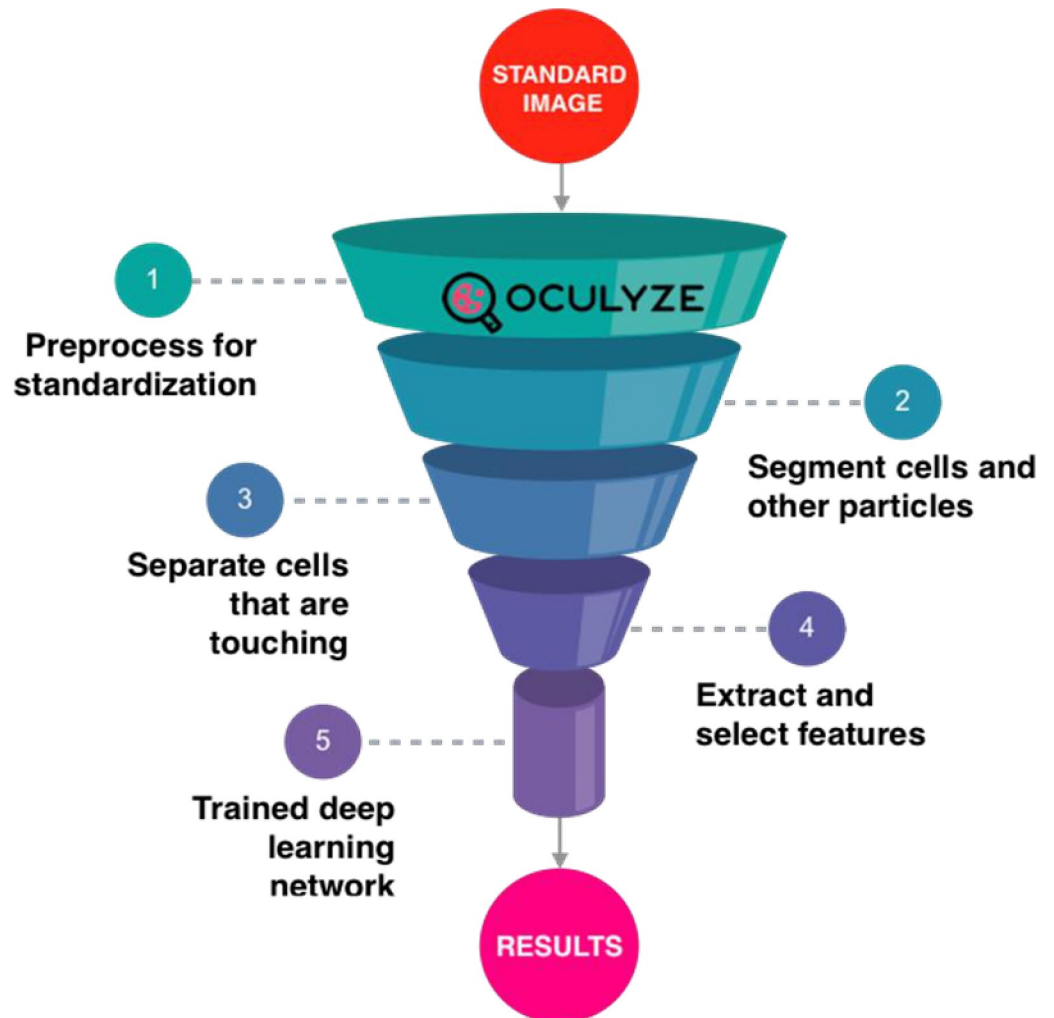 STANDARD
IMAGE
OCULYZE
1
Preprocess for
standardization
2
Segment cells and
other particles
3
Separate cells
that are
touching
4
Extract and
select features
5
Trained deep
learning
network
RESULTS